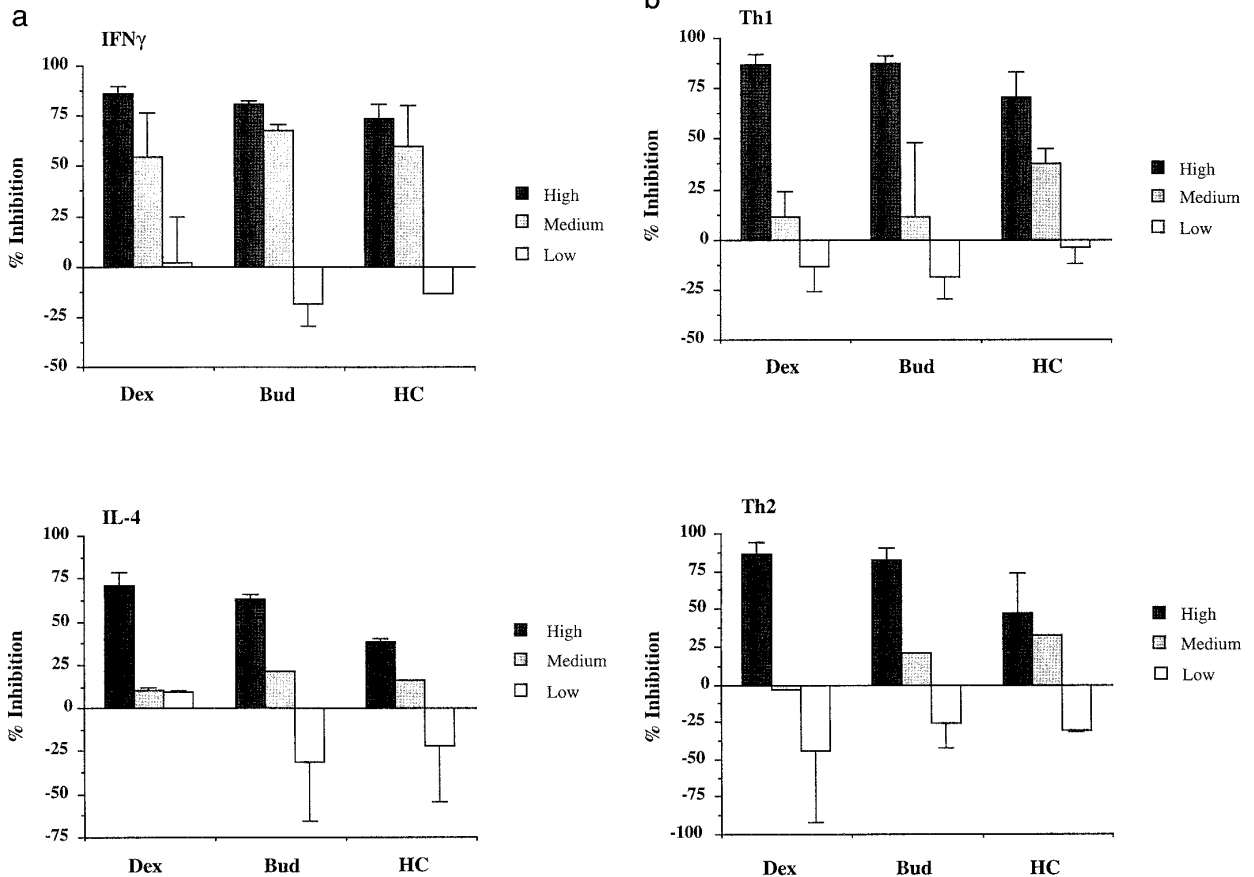 a
IFNγ
100
75
50
25
0
-25
-50
% Inhibition
Dex Bud HC
High
Medium
Low
IL-4
100
75
50
25
0
-25
-50
-75
% Inhibition
Dex Bud HC
High
Medium
Low
b
Th1
100
75
50
25
0
-25
-50
% Inhibition
Dex Bud HC
High
Medium
Low
Th2
100
75
50
25
0
-25
-50
-75
-100
% Inhibition
Dex Bud HC
High
Medium
Low